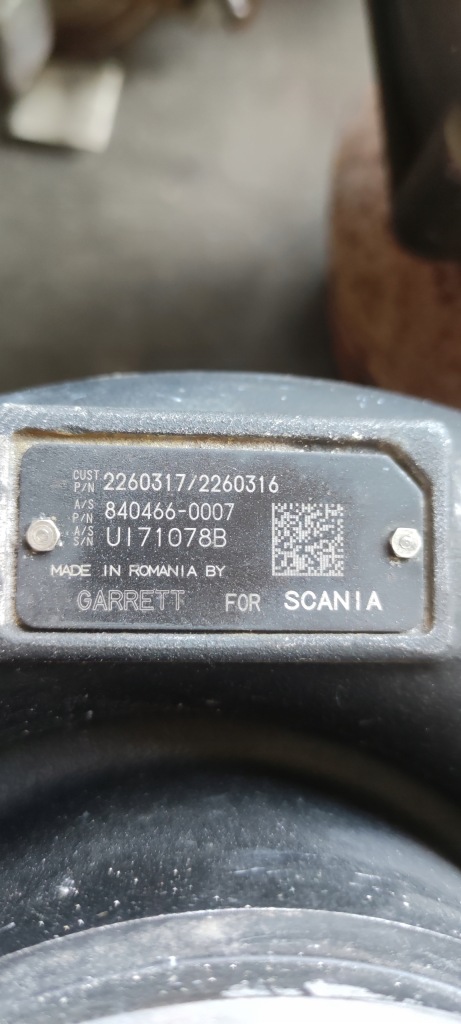 CUST P/N 2260317/2260316
A/S P/N 840466-0007
A/S S/N UI71078B
MADE IN ROMANIA BY
GARRETT FOR SCANIA